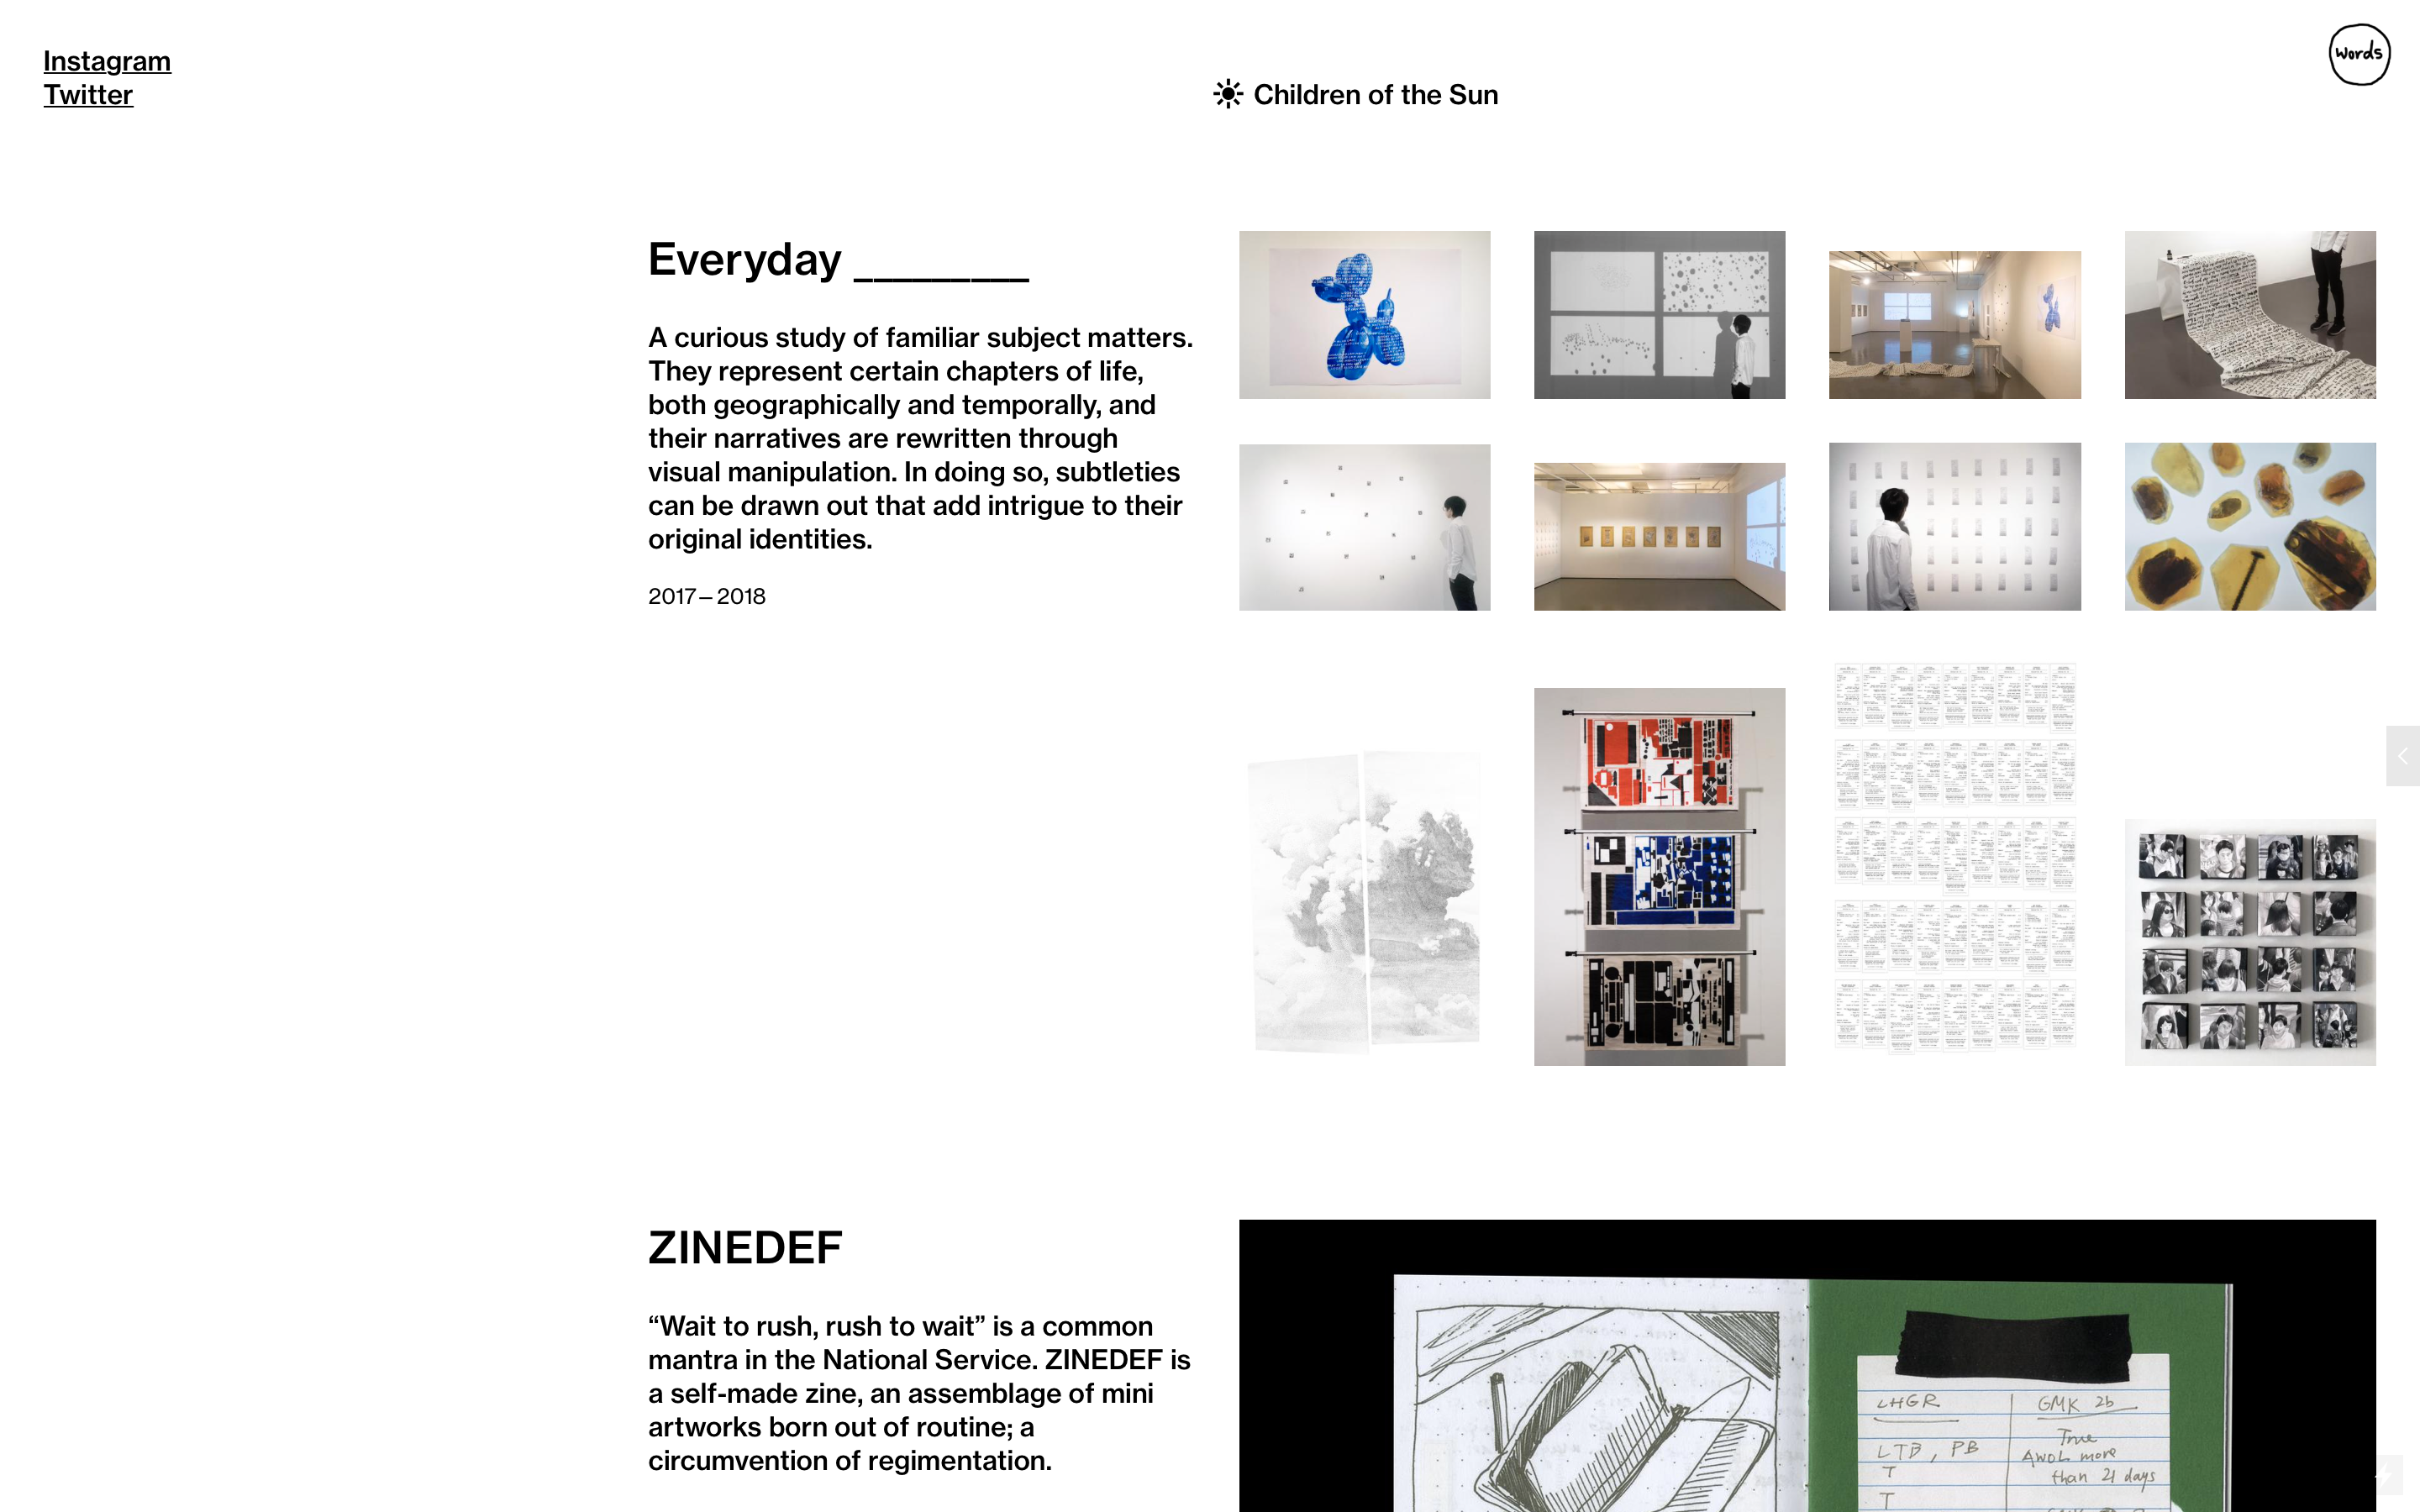 Instagram
Twitter
☀ Children of the Sun
words
Everyday _________
A curious study of familiar subject matters.
They represent certain chapters of life,
both geographically and temporally, and
their narratives are rewritten through
visual manipulation. In doing so, subtleties
can be drawn out that add intrigue to their
original identities.
2017—2018
ZINEDEF
“Wait to rush, rush to wait” is a common
mantra in the National Service. ZINEDEF is
a self-made zine, an assemblage of mini
artworks born out of routine; a
circumvention of regimentation.
LHGR
LTB, PB
T
T
GMK 2b
True
AWOL more
than 21 days